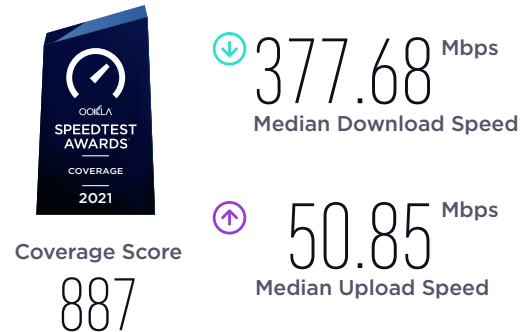 OOKLA
SPEEDTEST
AWARDS
COVERAGE
2021
Coverage Score
887
377.68 Mbps
Median Download Speed
50.85 Mbps
Median Upload Speed